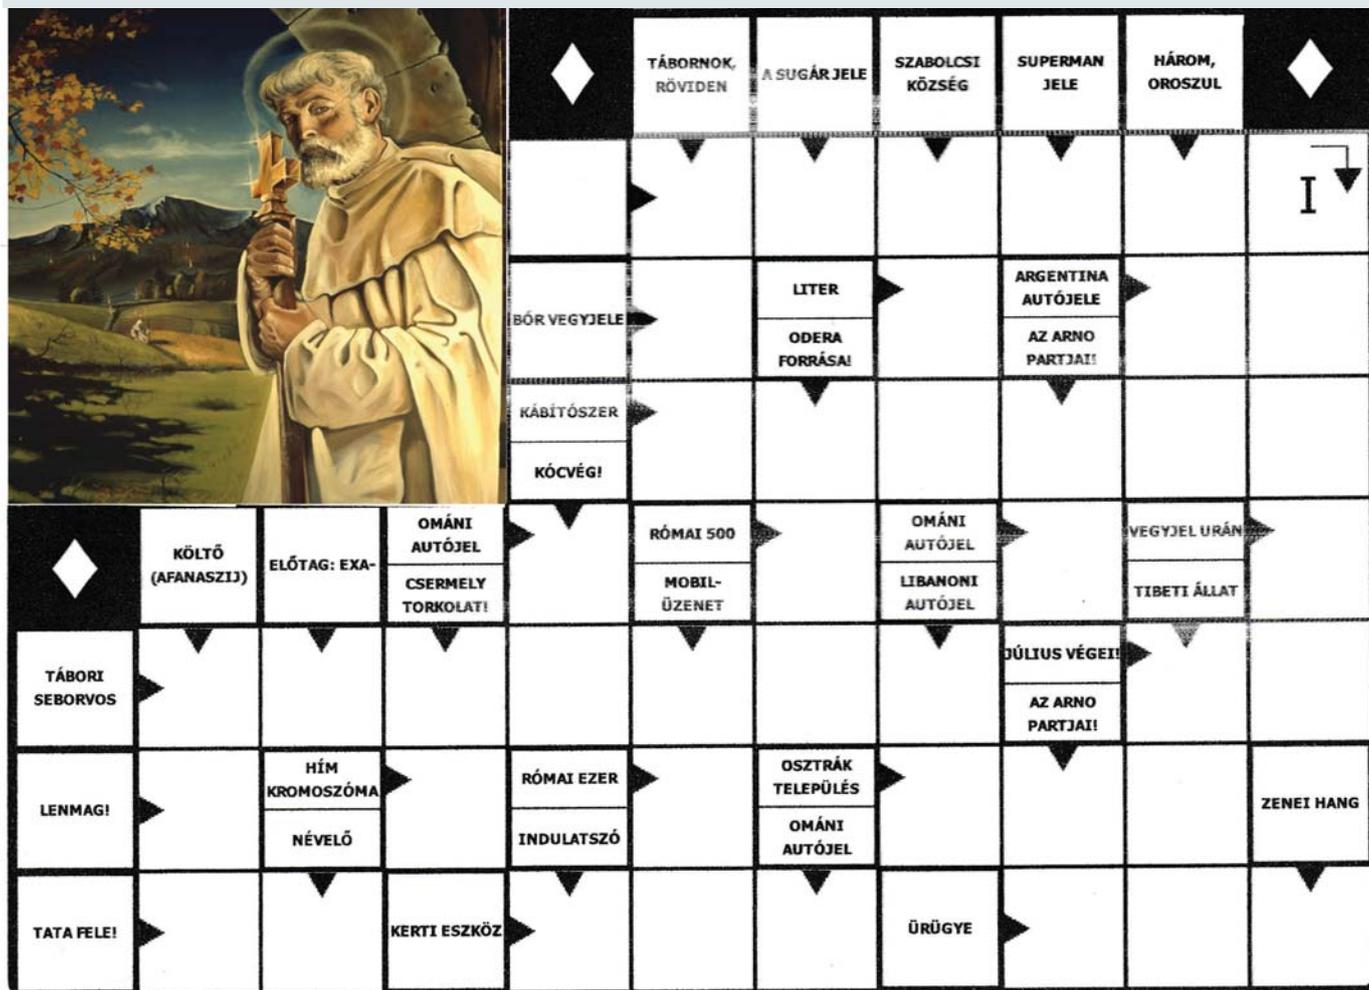 TÁBORNOK,
RÖVIDEN
A SUGÁR JELE
SZABOLCSI
KÖZSÉG
SUPERMAN
JELE
HÁROM,
OROSZUL
I
BÓR VEGYJELE
LITER
ODERA
FORRÁSA!
ARGENTINA
AUTÓJELE
AZ ARNO
PARTJAI!
KÁBÍTÓSZER
KÓCVÉG!
KÖLTŐ
(AFANASZIJ)
ELŐTAG: EXA-
OMÁNI
AUTÓJEL
CSERMELY
TORKOLAT!
RÓMAI 500
MOBIL-
ÜZENET
OMÁNI
AUTÓJEL
LIBANONI
AUTÓJEL
VEGYJEL URÁN
TIBETI ÁLLAT
TÁBORI
SEBORVOS
JÚLIUS VÉGEI!
AZ ARNO
PARTJAI!
LENMAG!
HÍM
KROMOSZÓMA
NÉVELŐ
RÓMAI EZER
INDULATSZÓ
OSZTRÁK
TELEPÜLÉS
OMÁNI
AUTÓJEL
ZENEI HANG
TATA FELE!
KERTI ESZKÖZ
ÜRÜGYE